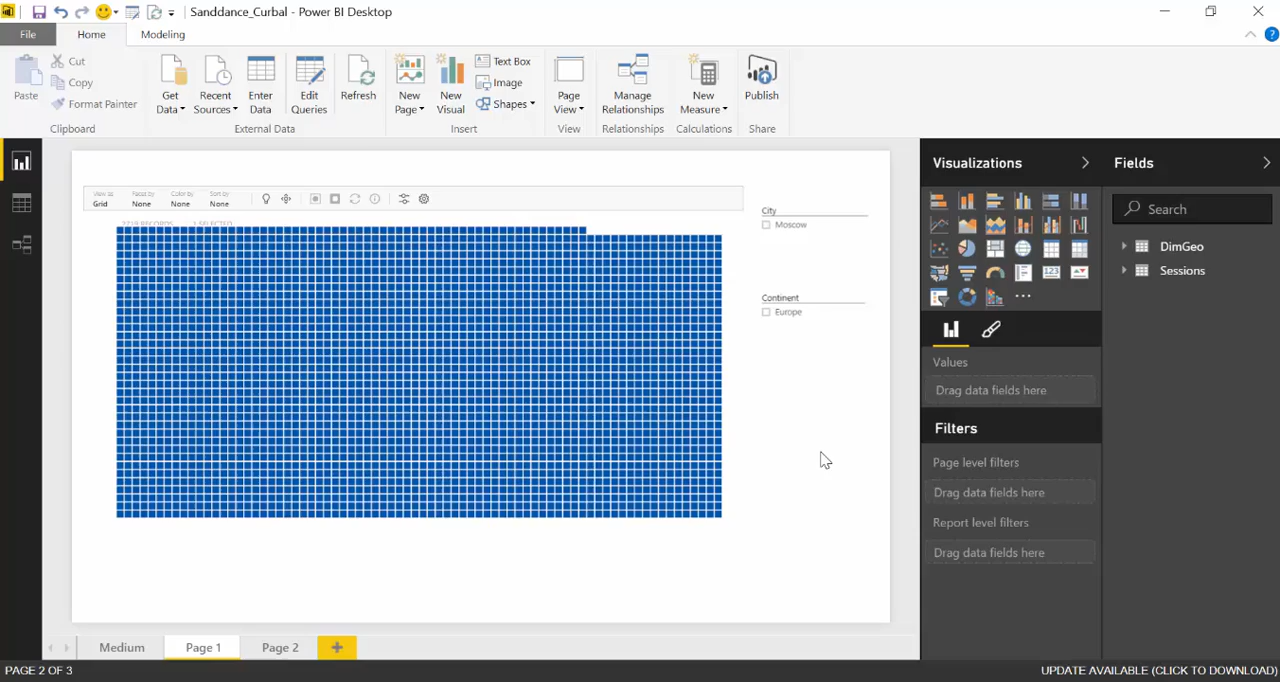 Sanddance_Curbal - Power BI Desktop
File
Home
Modeling
Paste
Cut
Copy
Format Painter
Clipboard
Get Data
Recent Sources
Enter Data
Edit Queries
Refresh
External Data
New Page
New Visual
Text Box
Image
Shapes
Insert
Page View
View
Manage Relationships
Relationships
New Measure
Calculations
Publish
Share
View as
Grid
Facet by
None
Color by
None
Sort by
None
2719 RECORDS
1 SELECTED
City
Moscow
Continent
Europe
Visualizations
Values
Drag data fields here
Filters
Page level filters
Drag data fields here
Report level filters
Drag data fields here
Fields
Search
DimGeo
Sessions
Medium
Page 1
Page 2
PAGE 2 OF 3
UPDATE AVAILABLE (CLICK TO DOWNLOAD)